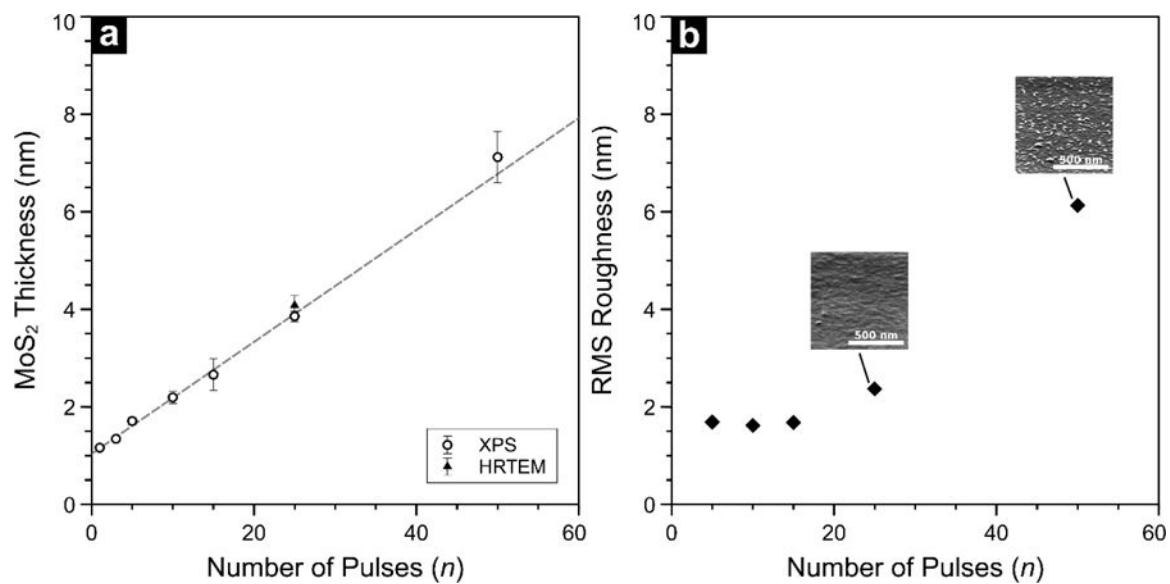 a
10
8
6
4
2
0
MoS₂ Thickness (nm)
0 20 40 60
Number of Pulses (n)
XPS
HRTEM
b
10
8
6
4
2
0
RMS Roughness (nm)
0 20 40 60
Number of Pulses (n)
500 nm
500 nm